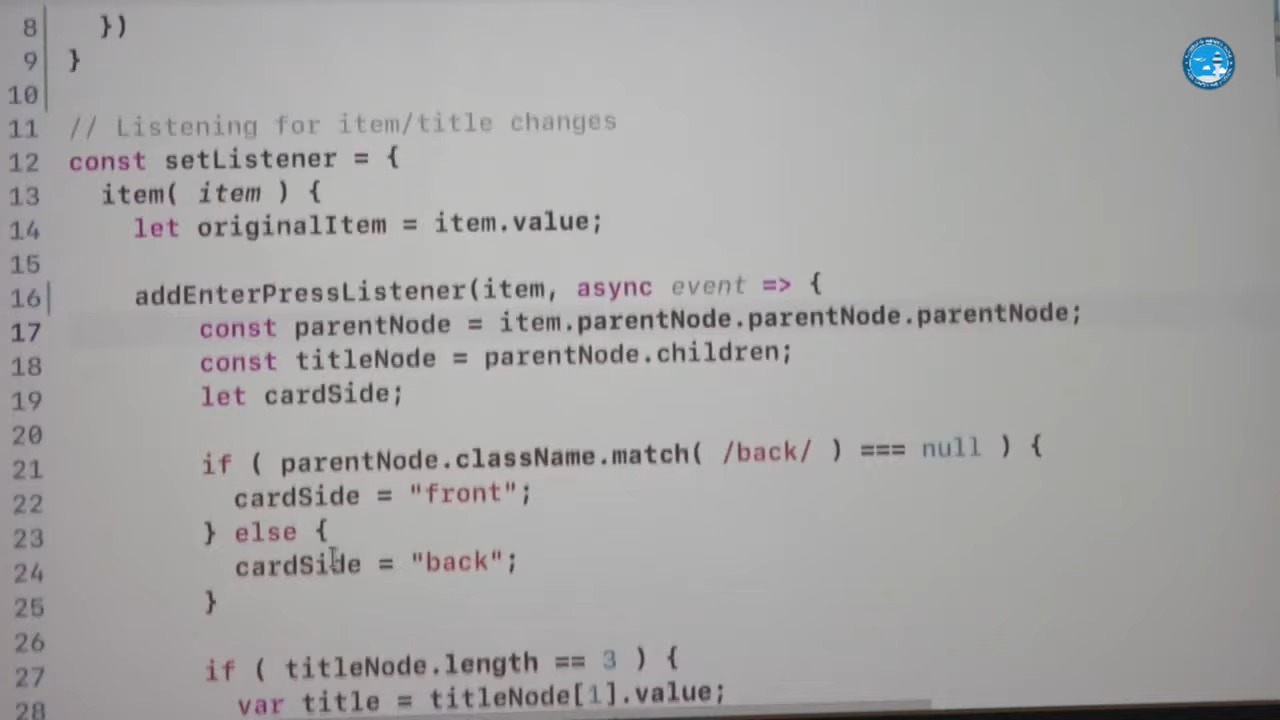 8 })
9 }
10
11 // Listening for item/title changes
12 const setListener = {
13 item( item ) {
14 let originalItem = item.value;
15
16 addEnterPressListener(item, async event => {
17 const parentNode = item.parentNode.parentNode.parentNode;
18 const titleNode = parentNode.children;
19 let cardSide;
20
21 if ( parentNode.className.match( /back/ ) === null ) {
22 cardSide = "front";
23 } else {
24 cardSide = "back";
25 }
26
27 if ( titleNode.length == 3 ) {
28 var title = titleNode[1].value;